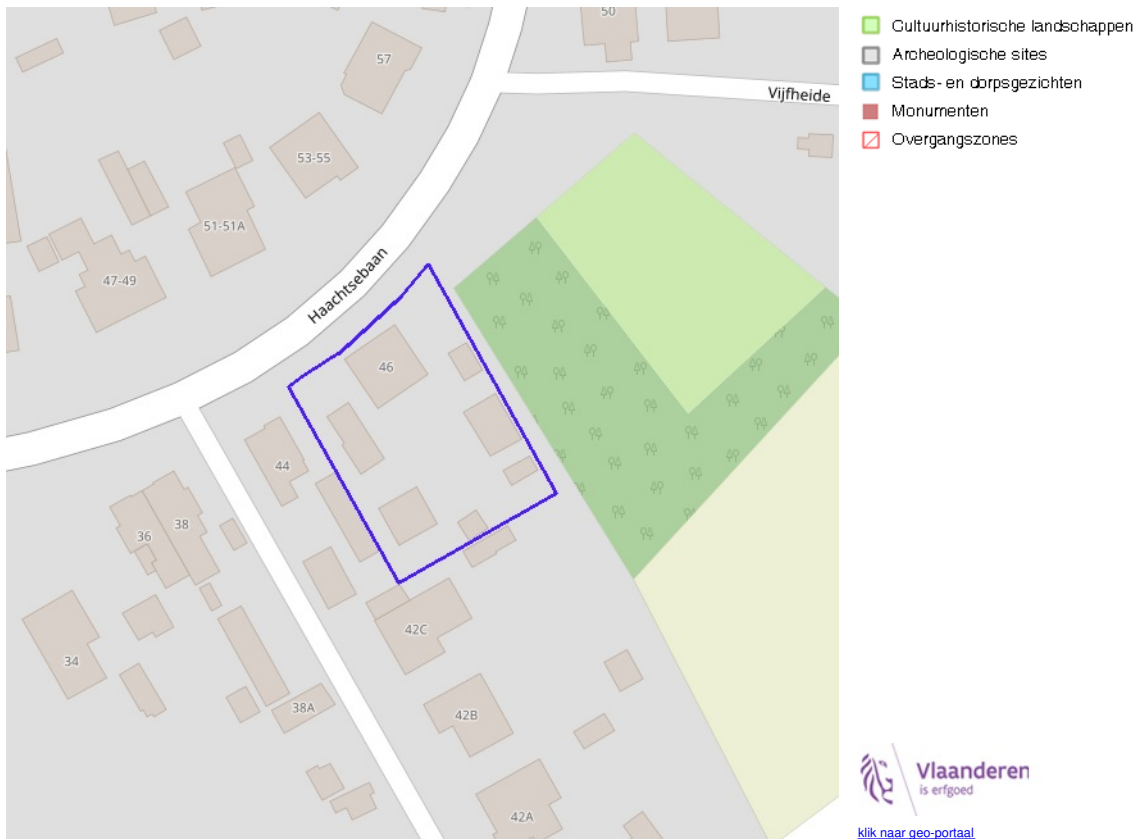 50
57
Vijfheide
53-55
51-51A
47-49
Haachtsebaan
46
44
36
38
34
42C
38A
42B
42A
Cultuurhistorische landschappen
Archeologische sites
Stads- en dorpsgezichten
Monumenten
Overgangszones
Vlaanderen
is erfgoed
klik naar geo-portaal